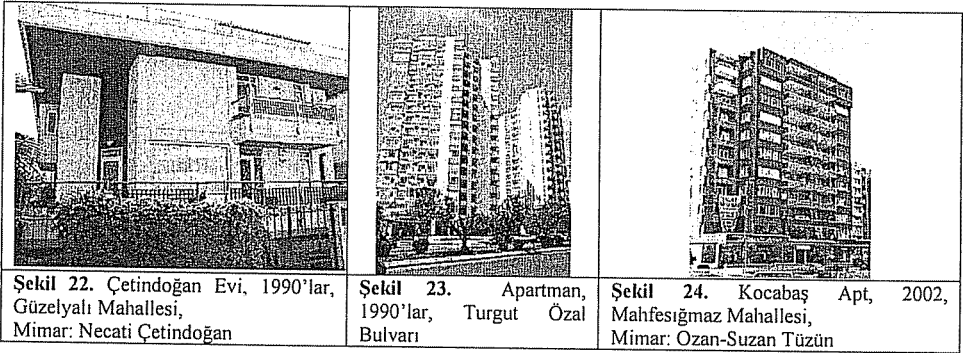 Şekil 22. Çetindoğan Evi, 1990’lar,
Güzelyalı Mahallesi,
Mimar: Necati Çetindoğan
Şekil 23. Apartman,
1990’lar, Turgut Özal
Bulvarı
Şekil 24. Kocabaş Apt, 2002,
Mahfesığmaz Mahallesi,
Mimar: Ozan-Suzan Tüzün